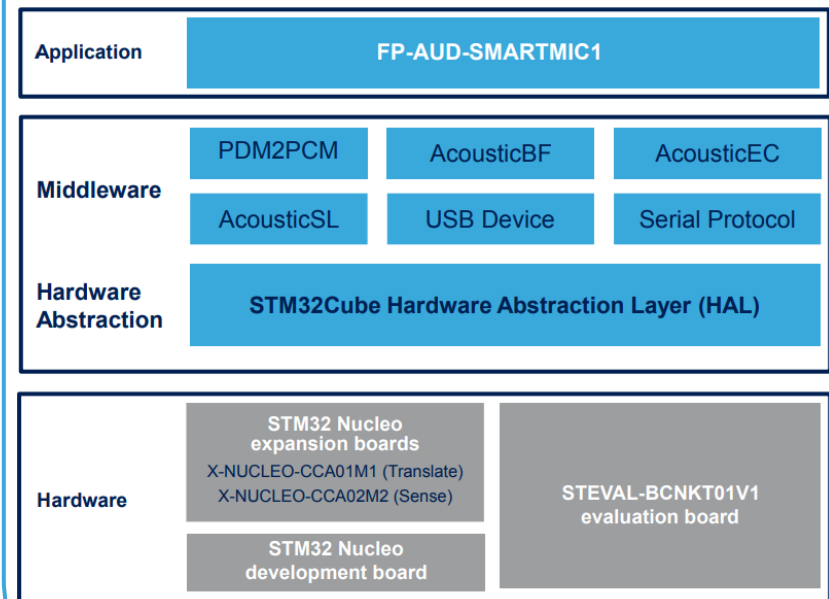 Application
FP-AUD-SMARTMIC1
Middleware
PDM2PCM
AcousticBF
AcousticEC
AcousticSL
USB Device
Serial Protocol
Hardware
Abstraction
STM32Cube Hardware Abstraction Layer (HAL)
Hardware
STM32 Nucleo
expansion boards
X-NUCLEO-CCA01M1 (Translate)
X-NUCLEO-CCA02M2 (Sense)
STM32 Nucleo
development board
STEVAL-BCNKT01V1
evaluation board